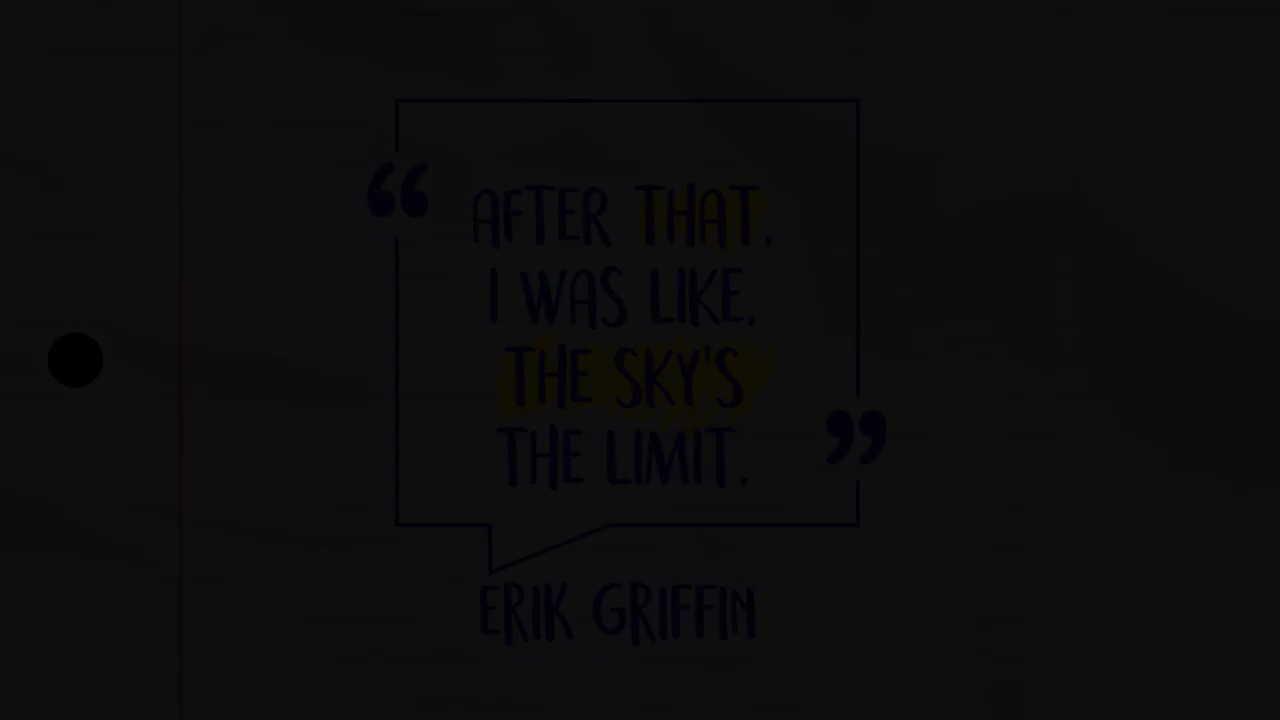 “ AFTER THAT,
I WAS LIKE,
THE SKY'S
THE LIMIT. ”
ERIK GRIFFIN